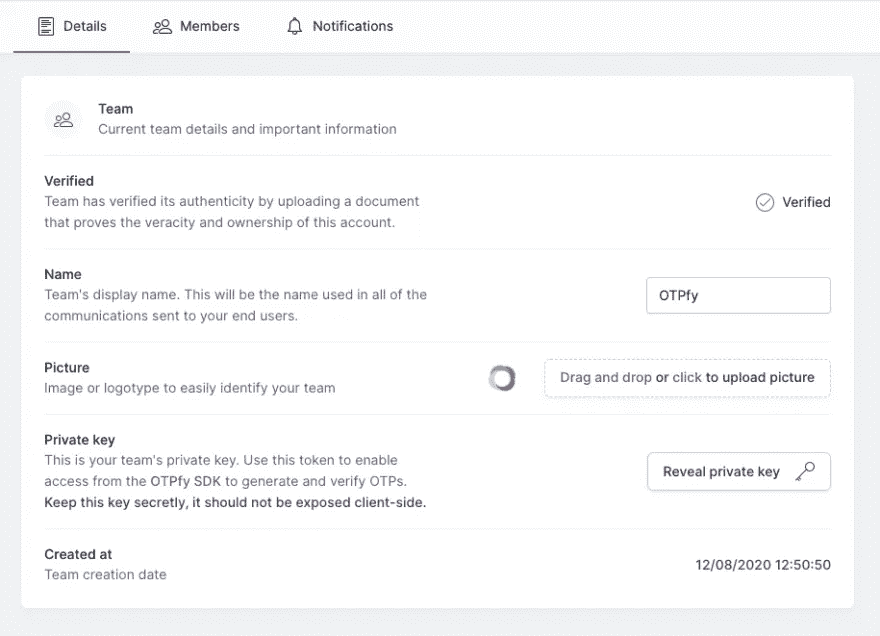 Details Members Notifications
Team
Current team details and important information
Verified
Team has verified its authenticity by uploading a document
that proves the veracity and ownership of this account.
Verified
Name
Team's display name. This will be the name used in all of the
communications sent to your end users.
OTPfy
Picture
Image or logotype to easily identify your team
Drag and drop or click to upload picture
Private key
This is your team's private key. Use this token to enable
access from the OTPfy SDK to generate and verify OTPs.
Keep this key secretly, it should not be exposed client-side.
Reveal private key
Created at
Team creation date
12/08/2020 12:50:50